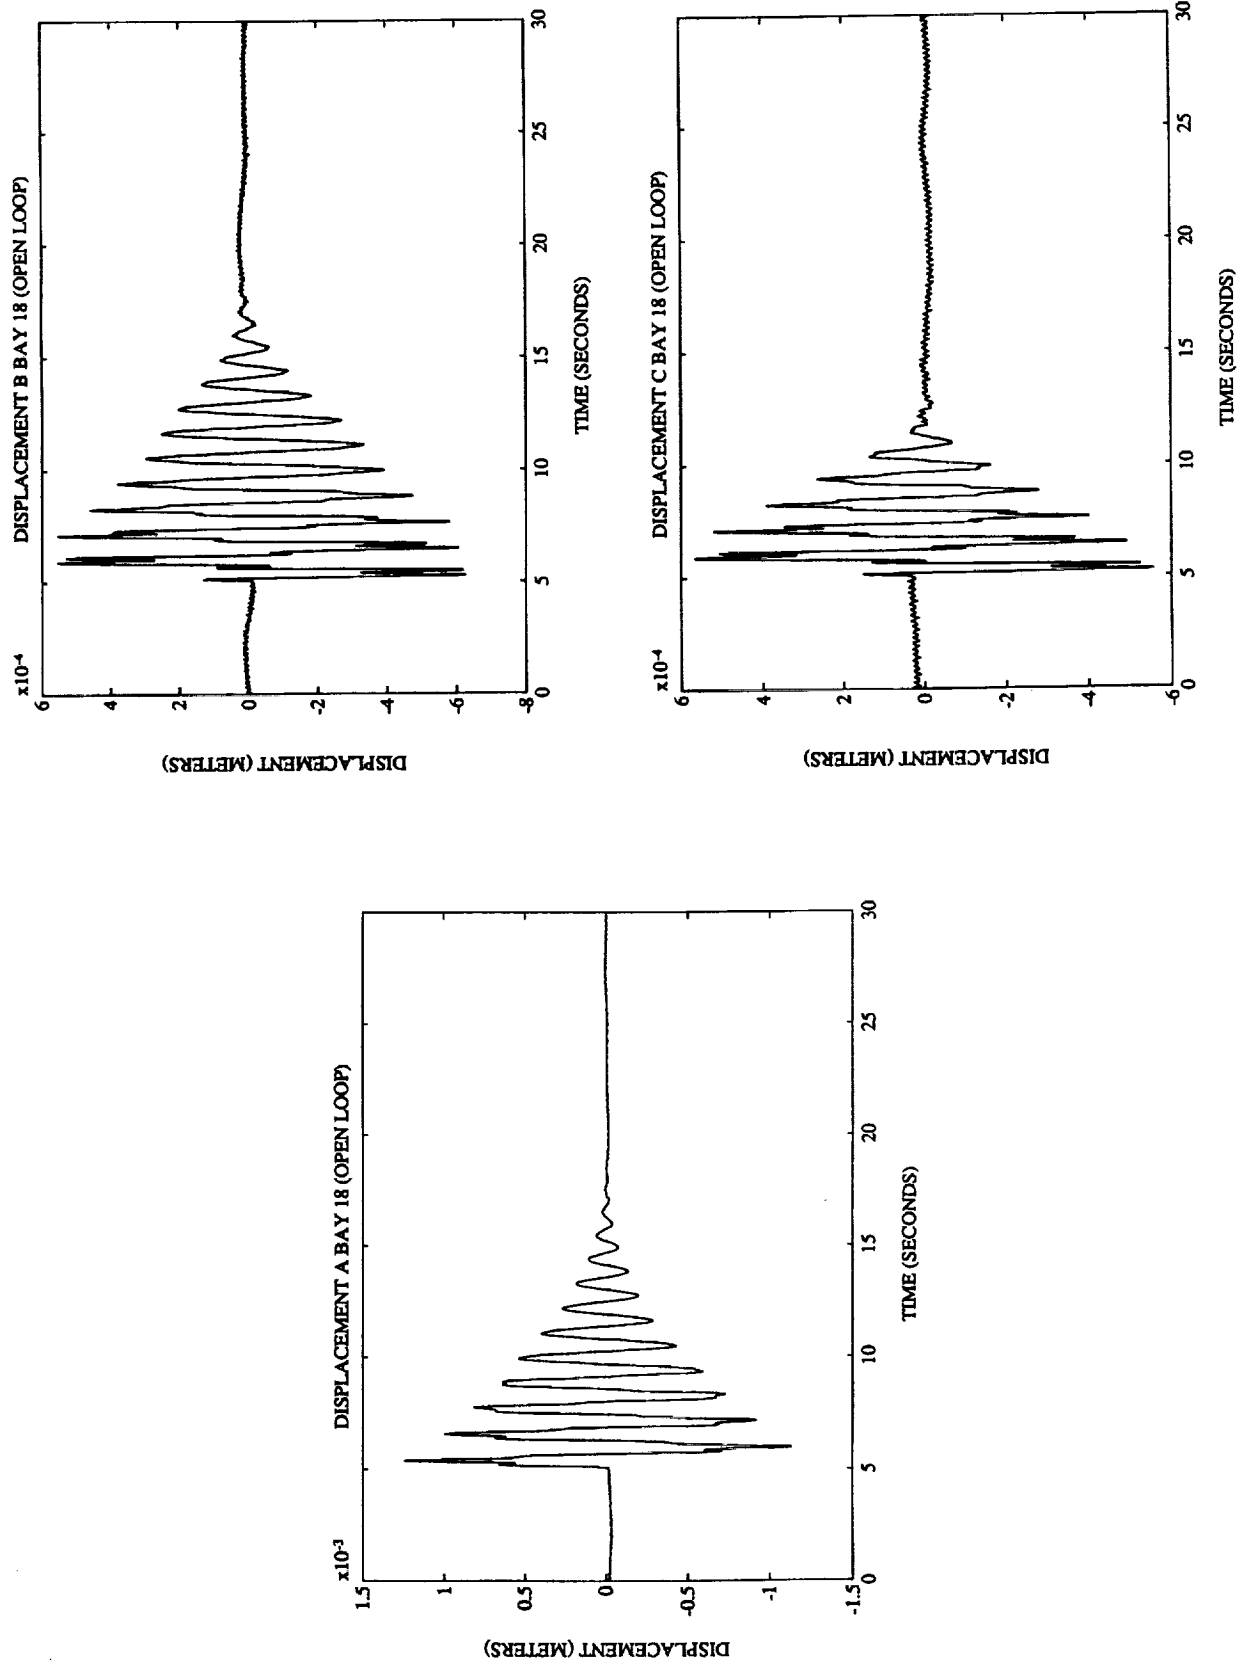 DISPLACEMENT A BAY 18 (OPEN LOOP)
x10-3
1.5
1
0.5
0
-0.5
-1
-1.5
DISPLACEMENT (METERS)
0 5 10 15 20 25 30
TIME (SECONDS)
DISPLACEMENT B BAY 18 (OPEN LOOP)
x10-4
6
4
2
0
-2
-4
-6
-8
DISPLACEMENT (METERS)
0 5 10 15 20 25 30
TIME (SECONDS)
DISPLACEMENT C BAY 18 (OPEN LOOP)
x10-4
6
4
2
0
-2
-4
-6
DISPLACEMENT (METERS)
0 5 10 15 20 25 30
TIME (SECONDS)